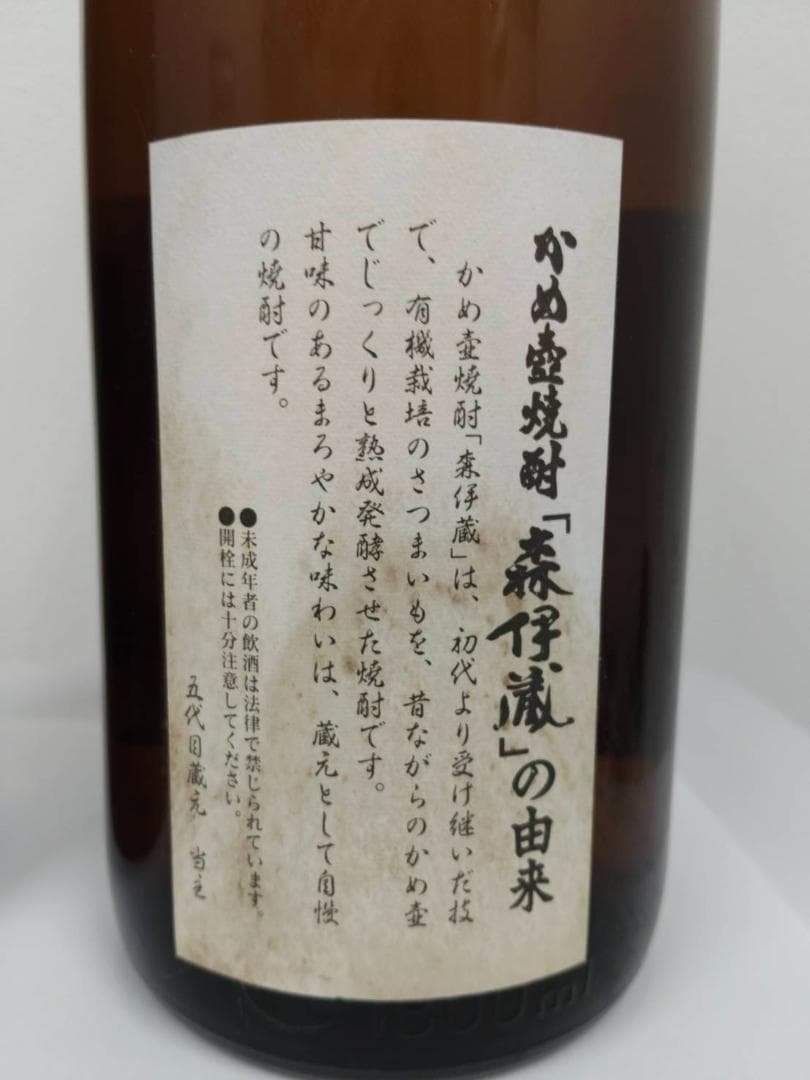 かめ壺焼酎「森伊蔵」の由来
かめ壺焼酎「森伊蔵」は、初代より受け継いだ技
で、有機栽培のさつまいもを、昔ながらのかめ壺
でじっくりと熟成発酵させた焼酎です。
甘味のあるまろやかな味わいは、蔵元として自慢
の焼酎です。
●未成年者の飲酒は法律で禁じられています。
●開栓には十分注意してください。
五代目蔵元 当主
1800ml